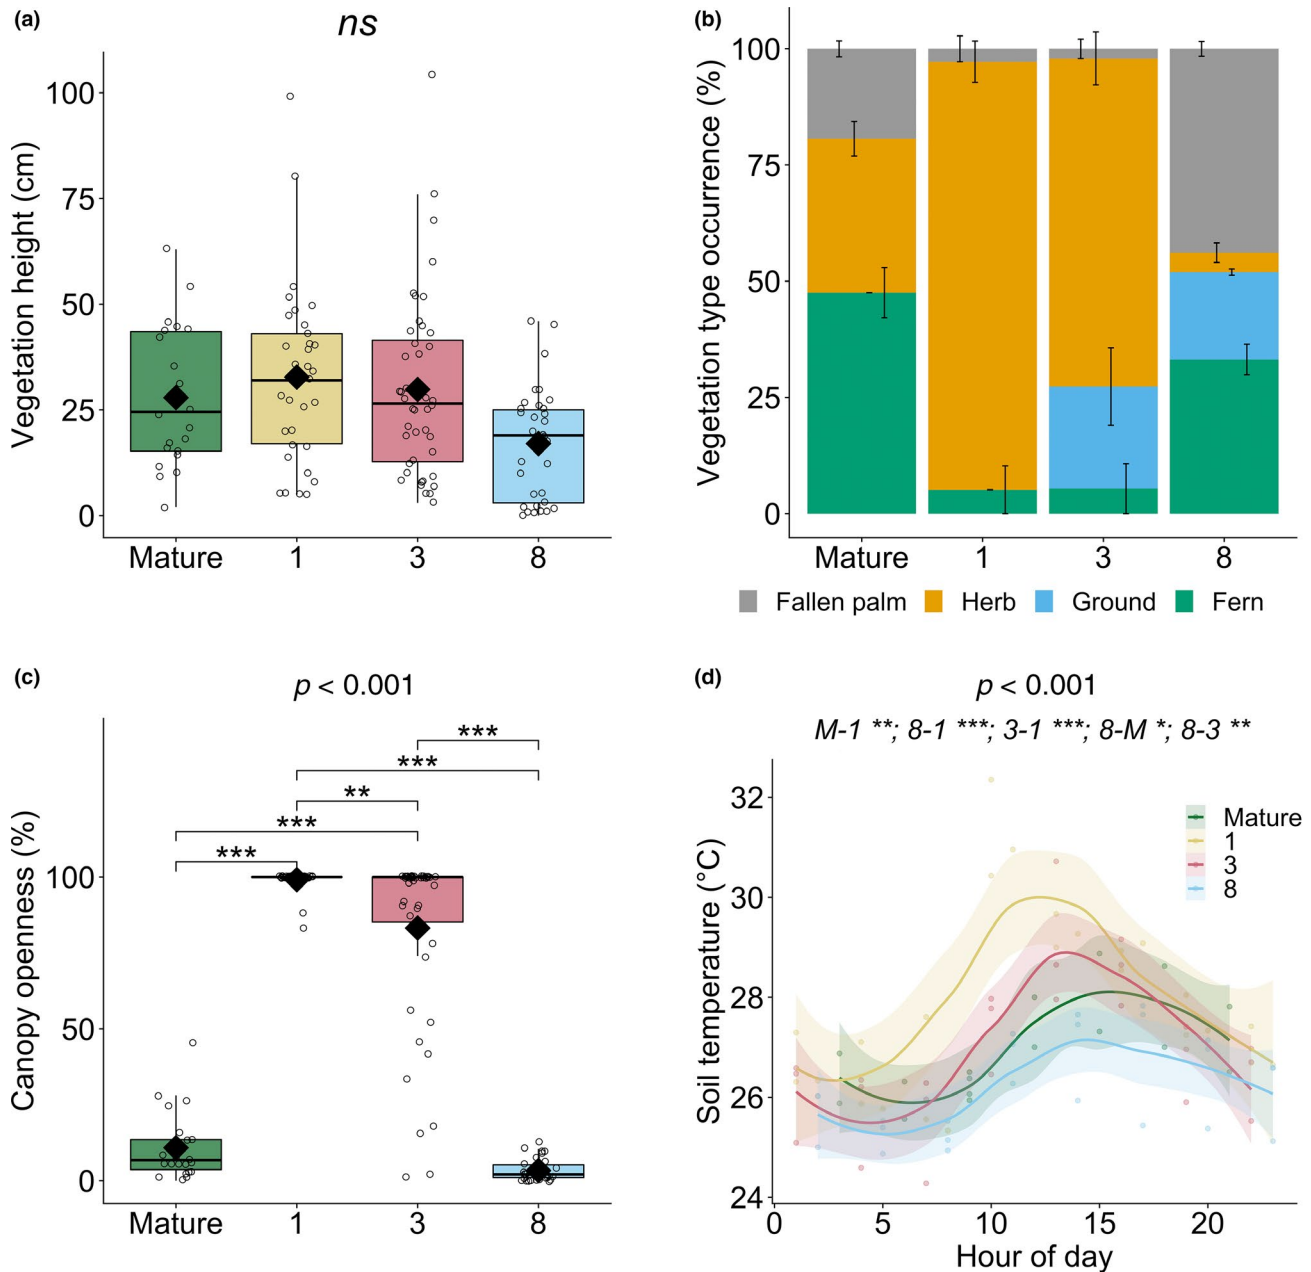 (a)
ns
Vegetation height (cm)
100
75
50
25
0
Mature 1 3 8
(b)
Vegetation type occurrence (%)
100
75
50
25
0
Mature 1 3 8
Fallen palm Herb Ground Fern
(c)
p < 0.001
***
***
**
***
***
Canopy openness (%)
100
50
0
Mature 1 3 8
(d)
p < 0.001
M-1 **; 8-1 ***; 3-1 ***; 8-M *; 8-3 **
Soil temperature (°C)
32
30
28
26
24
Mature
1
3
8
0 5 10 15 20
Hour of day